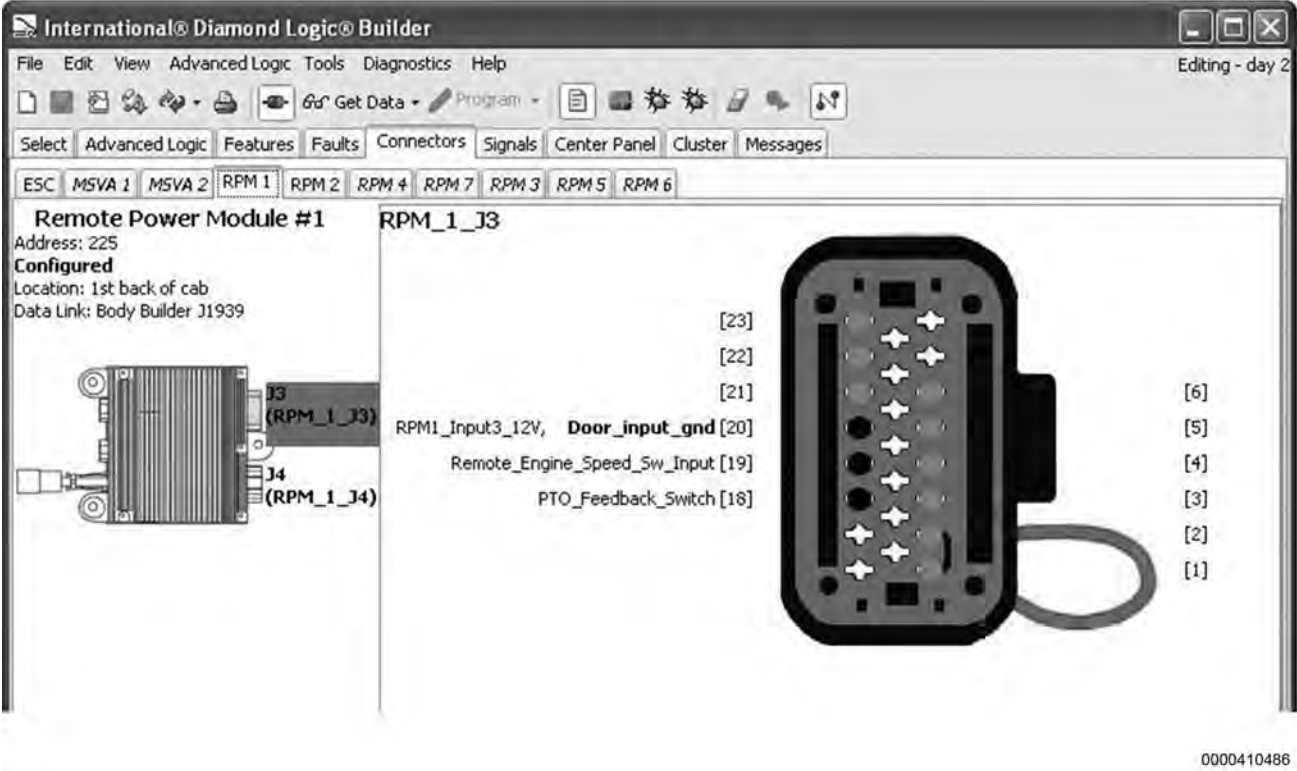 International® Diamond Logic® Builder
File Edit View Advanced Logic Tools Diagnostics Help Editing - day 2
Get Data Program
Select Advanced Logic Features Faults Connectors Signals Center Panel Cluster Messages
ESC MSVA 1 MSVA 2 RPM 1 RPM 2 RPM 4 RPM 7 RPM 3 RPM 5 RPM 6
Remote Power Module #1
Address: 225
Configured
Location: 1st back of cab
Data Link: Body Builder J1939
J3
(RPM_1_J3)
J4
(RPM_1_J4)
RPM_1_J3
[23]
[22]
[21] [6]
RPM1_Input3_12V, Door_input_gnd [20] [5]
Remote_Engine_Speed_Sw_Input [19] [4]
PTO_Feedback_Switch [18] [3]
[2]
[1]
0000410486